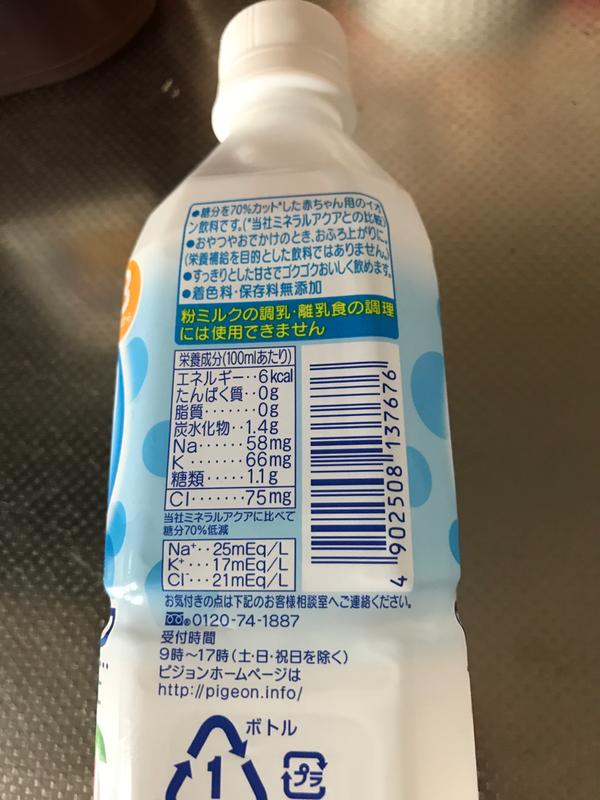 ●糖分を70%カット*した赤ちゃん用のイオ
ン飲料です。(*当社ミネラルアクアとの比較)
●おやつやおでかけのとき、おふろ上がりに。
(栄養補給を目的とした飲料ではありません。)
●すっきりとした甘さでゴクゴクおいしく飲めます。
●着色料・保存料無添加
粉ミルクの調乳・離乳食の調理
には使用できません
栄養成分(100mlあたり)
エネルギー‥6kcal
たんぱく質‥0g
脂質‥‥‥‥0g
炭水化物‥1.4g
Na‥‥‥58mg
K‥‥‥‥66mg
糖類‥‥‥1.1g
Cl‥‥‥‥75mg
当社ミネラルアクアに比べて
糖分70%低減
Na⁺‥25mEq/L
K⁺‥‥17mEq/L
Cl⁻‥‥21mEq/L
4 902508 137676
お気付きの点は下記のお客様相談室へご連絡ください。
0120-74-1887
受付時間
9時～17時(土・日・祝日を除く)
ピジョンホームページは
http://pigeon.info/
ボトル
1
プラ